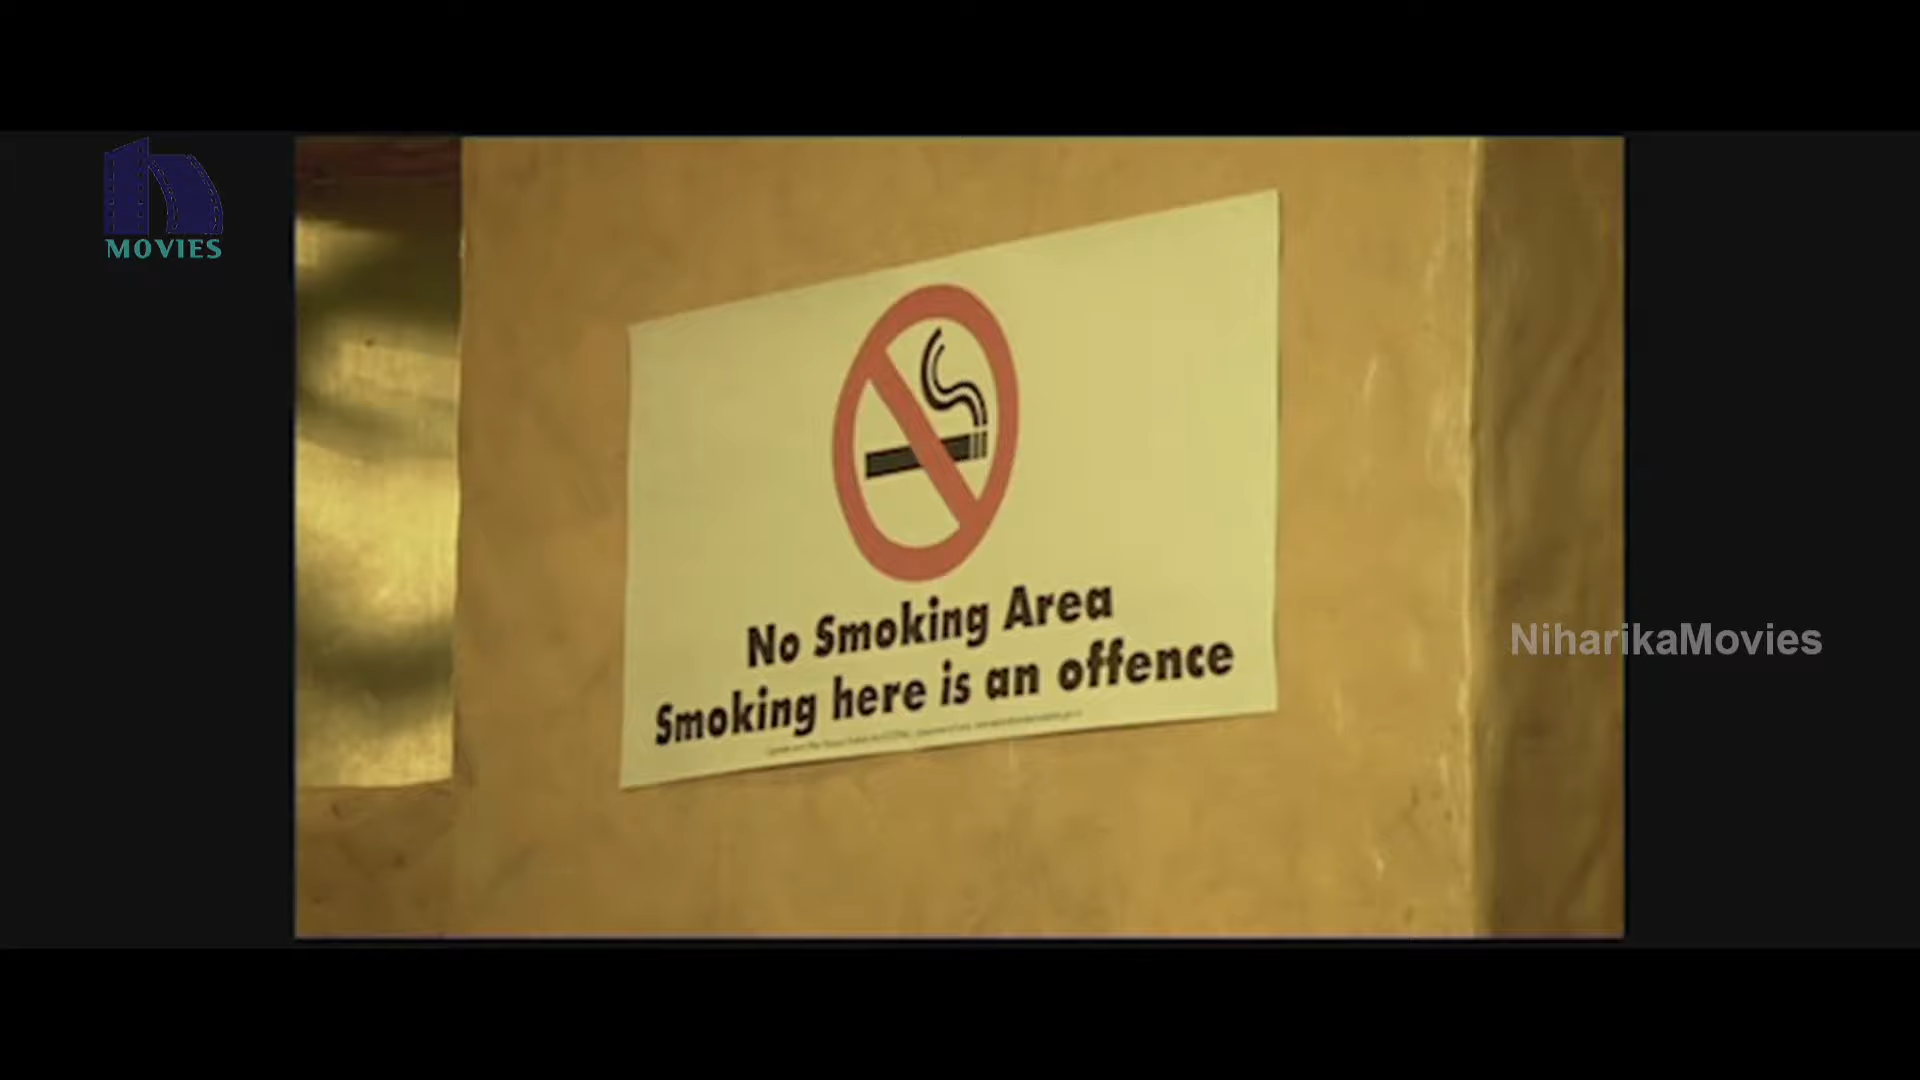 MOVIES
No Smoking Area
Smoking here is an offence
NiharikaMovies